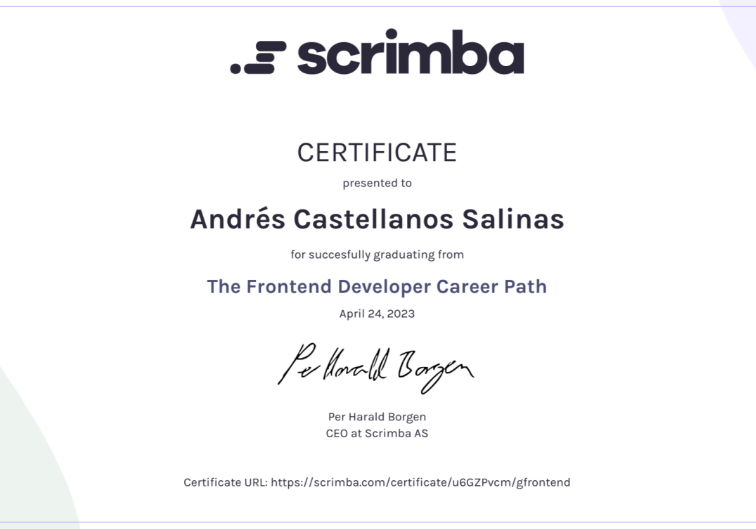 scrimba
CERTIFICATE
presented to
Andrés Castellanos Salinas
for succesfully graduating from
The Frontend Developer Career Path
April 24, 2023
Per Harald Borgen
Per Harald Borgen
CEO at Scrimba AS
Certificate URL: https://scrimba.com/certificate/u6GZPvcm/gfrontend